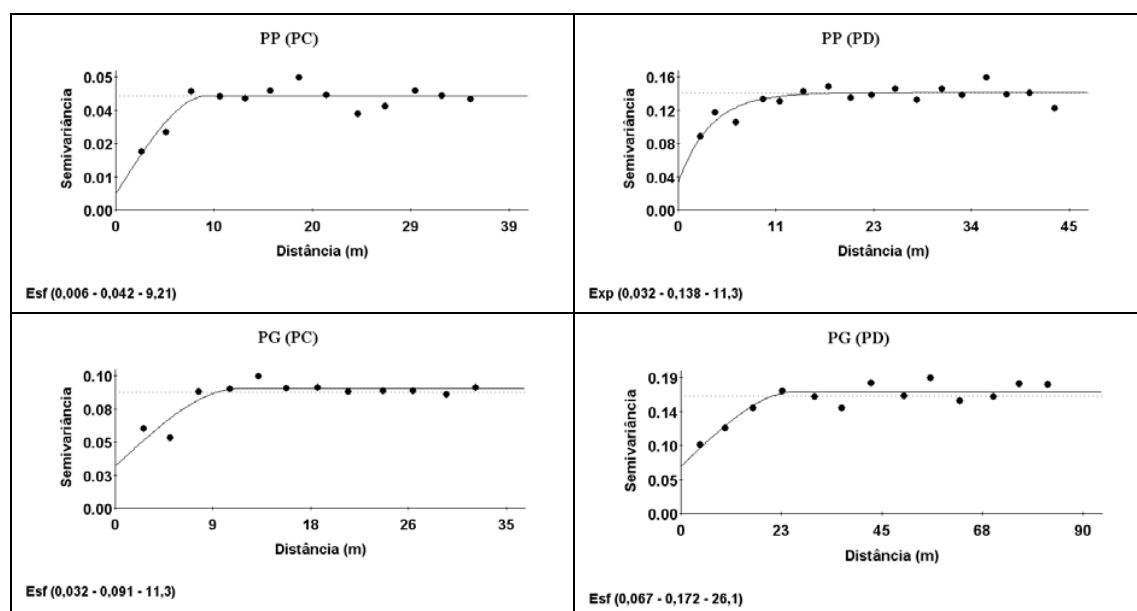 PP (PC)
Semivariância
0.05
0.04
0.02
0.01
0.00
0 10 20 29 39
Distância (m)
Esf (0,006 - 0,042 - 9,21)
PP (PD)
Semivariância
0.16
0.12
0.08
0.04
0.00
0 11 23 34 45
Distância (m)
Exp (0,032 - 0,138 - 11,3)
PG (PC)
Semivariância
0.10
0.08
0.05
0.03
0.00
0 9 18 26 35
Distância (m)
Esf (0,032 - 0,091 - 11,3)
PG (PD)
Semivariância
0.19
0.14
0.10
0.05
0.00
0 23 45 68 90
Distância (m)
Esf (0,067 - 0,172 - 26,1)